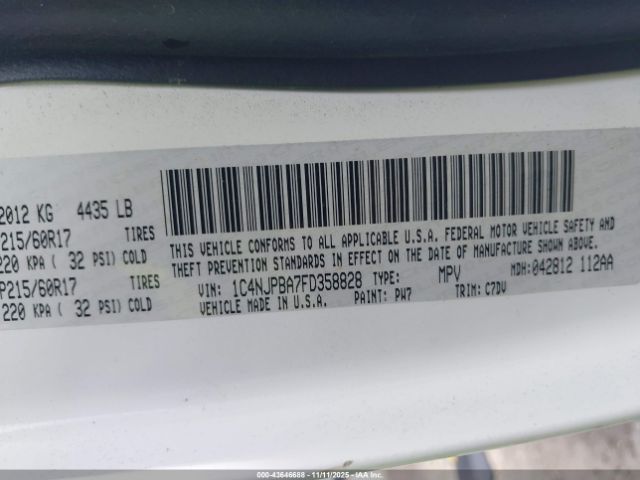 2012 KG 4435 LB
P215/60R17 TIRES
220 KPA ( 32 PSI) COLD
P215/60R17 TIRES
220 KPA ( 32 PSI) COLD
THIS VEHICLE CONFORMS TO ALL APPLICABLE U.S.A. FEDERAL MOTOR VEHICLE SAFETY AND
THEFT PREVENTION STANDARDS IN EFFECT ON THE DATE OF MANUFACTURE SHOWN ABOVE.
VIN: 1C4NJPBA7FD358828 TYPE: MPV MDH:042812 112AA
VEHICLE MADE IN U.S.A. PAINT: PW7 TRIM: C7DV
000-43646688 - 11/11/2025 - IAAI.COM